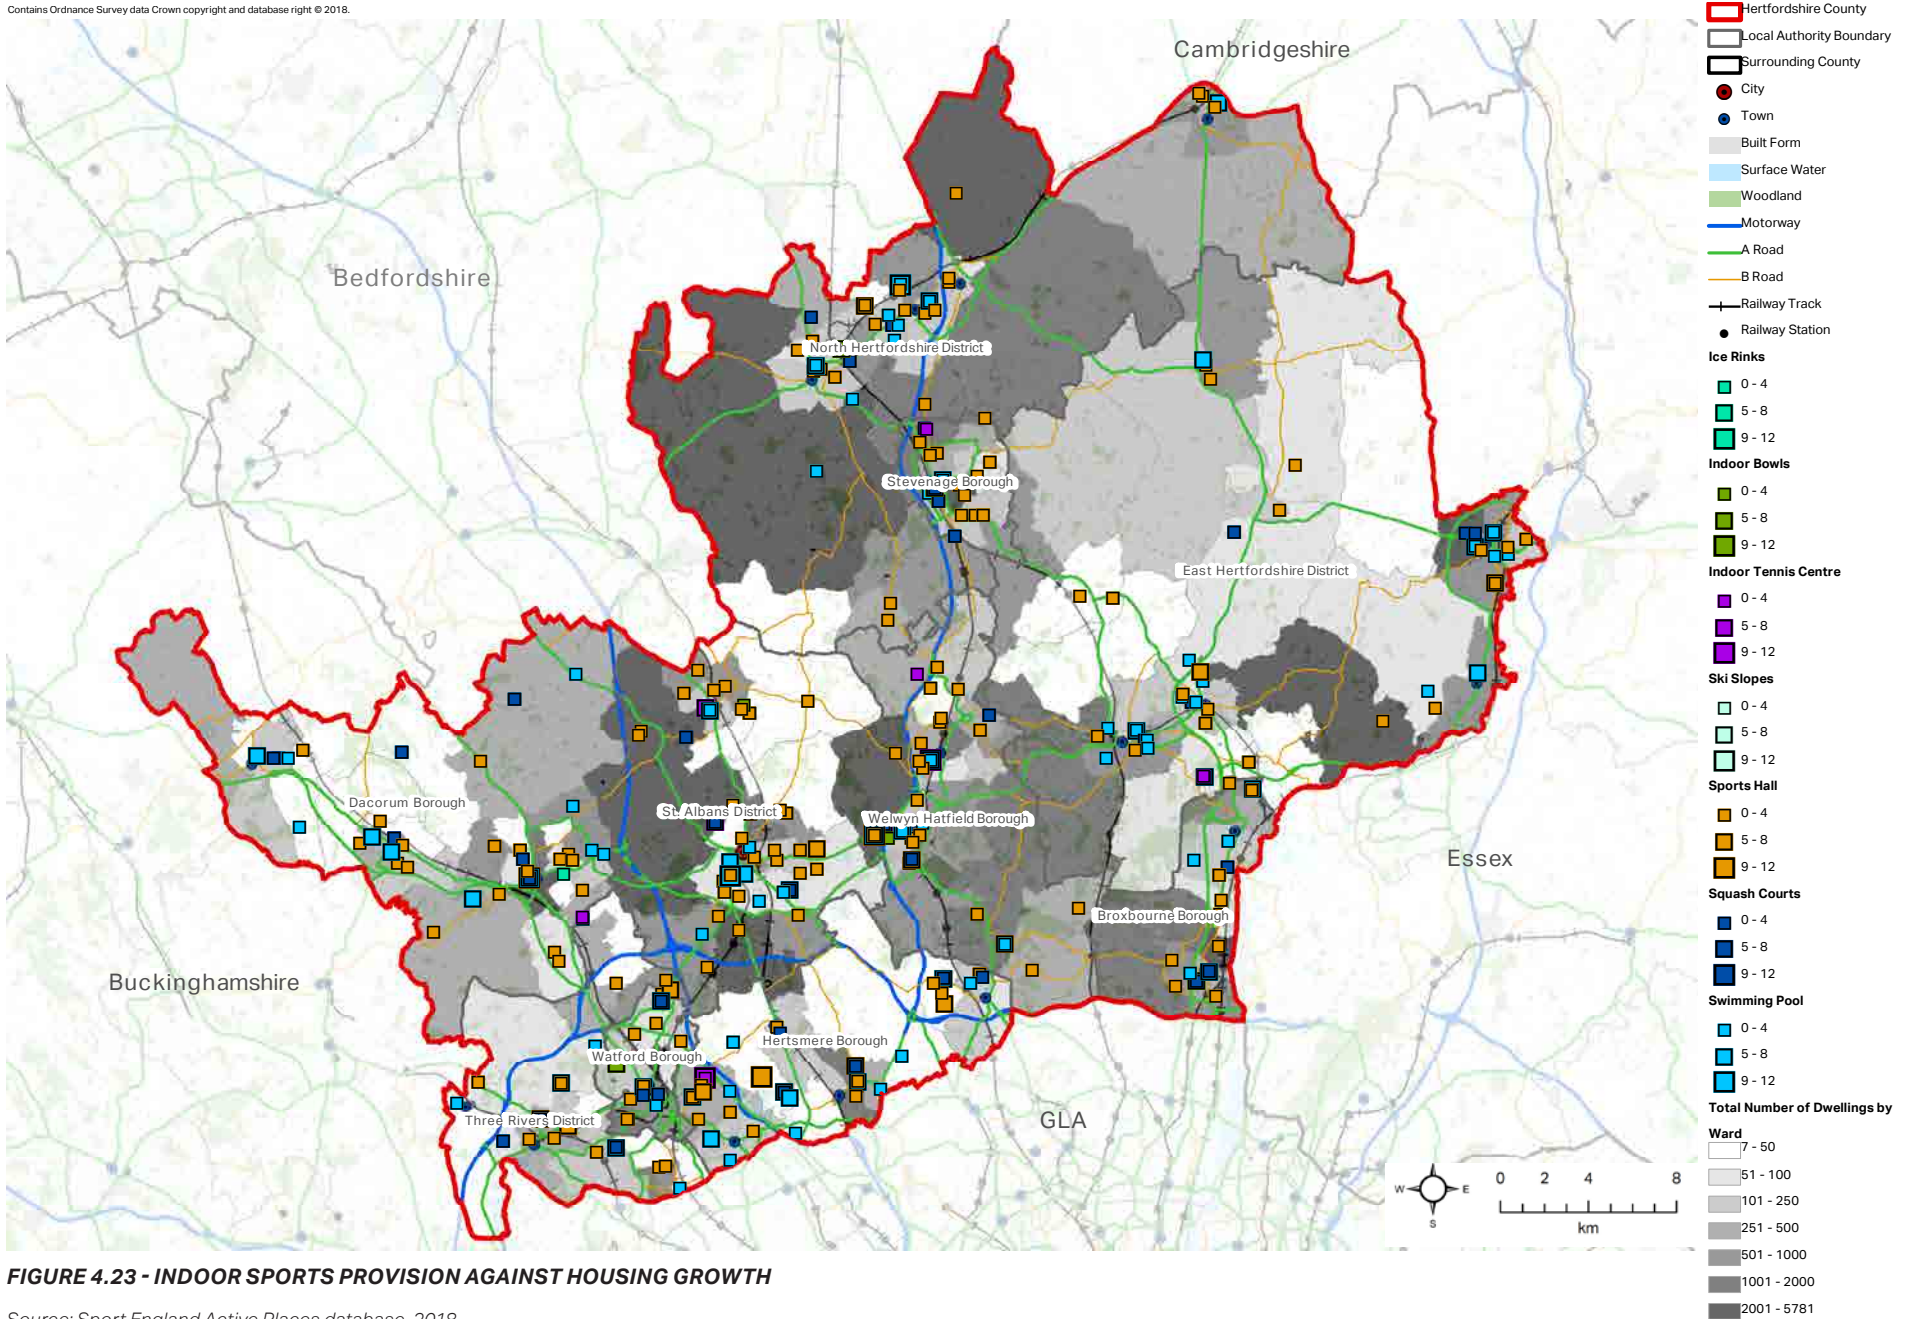 Contains Ordnance Survey data Crown copyright and database right © 2018.
Cambridgeshire
Bedfordshire
North Hertfordshire District
Stevenage Borough
East Hertfordshire District
Dacorum Borough
St. Albans District
Welwyn Hatfield Borough
Essex
Broxbourne Borough
Buckinghamshire
Hertsmere Borough
Watford Borough
Three Rivers District
GLA
N
W
E
S
0 2 4 8
km
Hertfordshire County
Local Authority Boundary
Surrounding County
City
Town
Built Form
Surface Water
Woodland
Motorway
A Road
B Road
Railway Track
Railway Station
Ice Rinks
0 - 4
5 - 8
9 - 12
Indoor Bowls
0 - 4
5 - 8
9 - 12
Indoor Tennis Centre
0 - 4
5 - 8
9 - 12
Ski Slopes
0 - 4
5 - 8
9 - 12
Sports Hall
0 - 4
5 - 8
9 - 12
Squash Courts
0 - 4
5 - 8
9 - 12
Swimming Pool
0 - 4
5 - 8
9 - 12
Total Number of Dwellings by
Ward
7 - 50
51 - 100
101 - 250
251 - 500
501 - 1000
1001 - 2000
2001 - 5781
FIGURE 4.23 - INDOOR SPORTS PROVISION AGAINST HOUSING GROWTH
Source: Sport England Active Places database, 2018